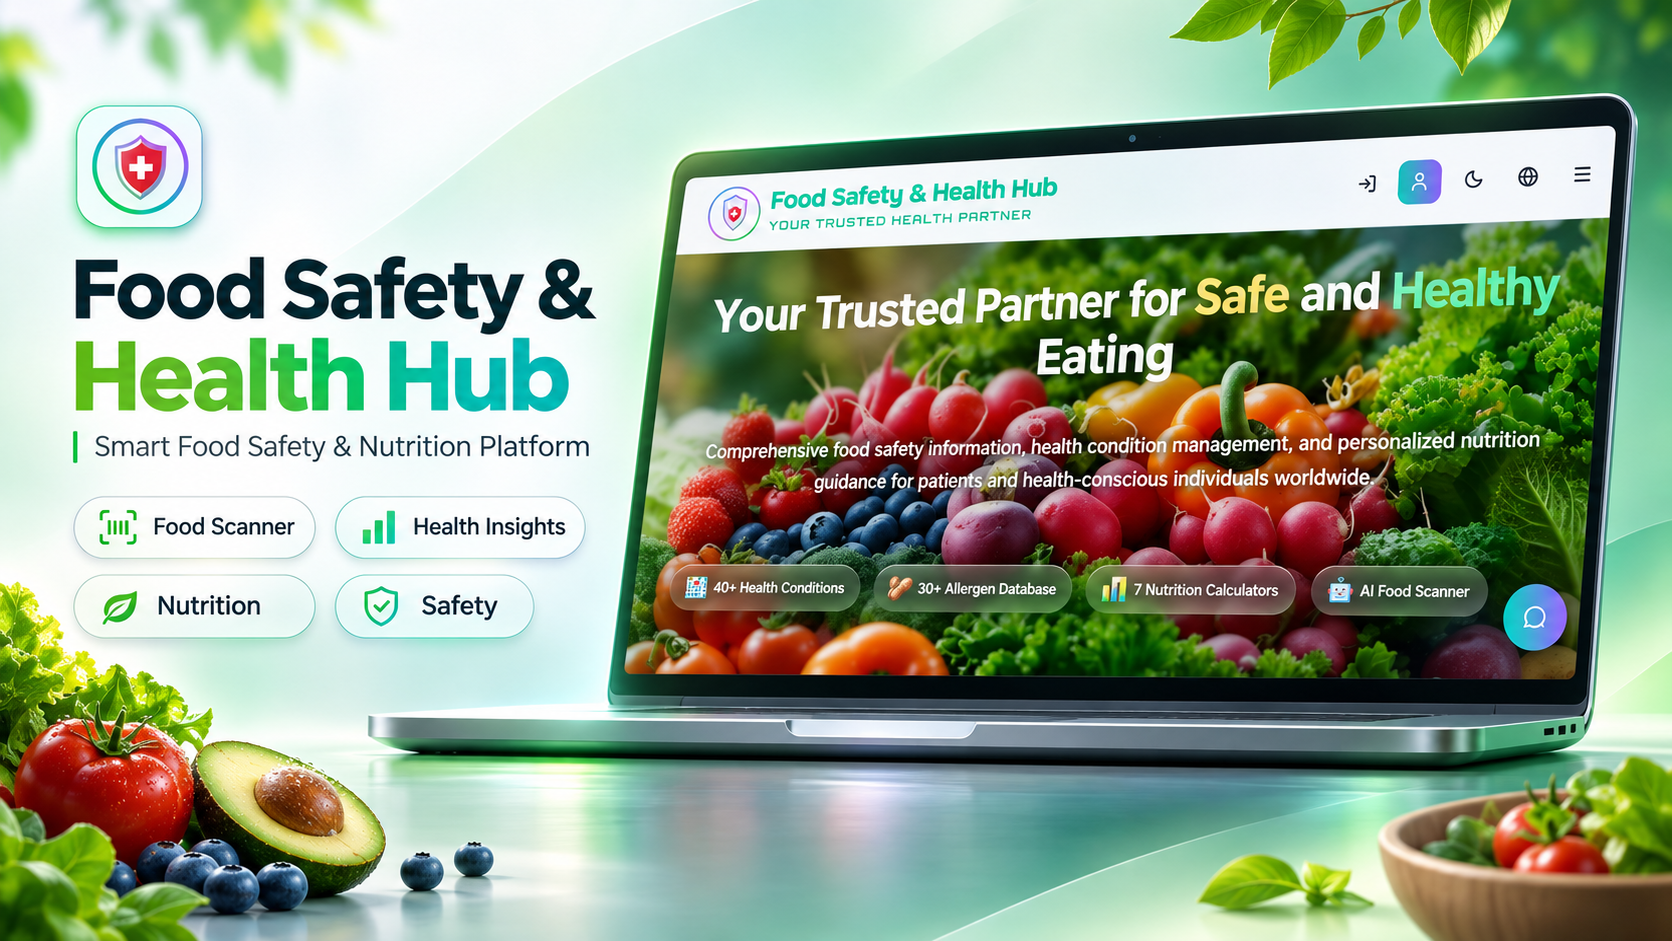 Food Safety &
Health Hub
Smart Food Safety & Nutrition Platform
Food Scanner
Health Insights
Nutrition
Safety
Food Safety & Health Hub
YOUR TRUSTED HEALTH PARTNER
Your Trusted Partner for Safe and Healthy
Eating
Comprehensive food safety information, health condition management, and personalized nutrition
guidance for patients and health-conscious individuals worldwide.
40+ Health Conditions
30+ Allergen Database
7 Nutrition Calculators
AI Food Scanner